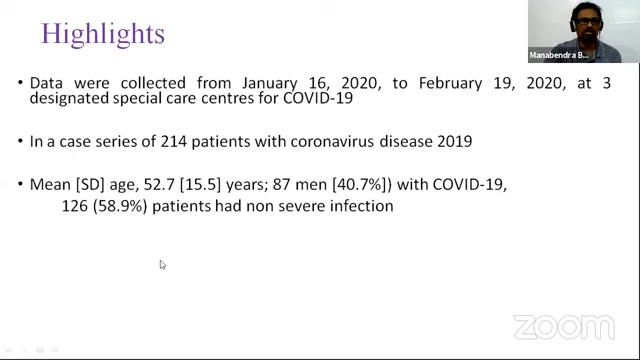 Highlights
Manabendra B...
• Data were collected from January 16, 2020, to February 19, 2020, at 3
designated special care centres for COVID-19
• In a case series of 214 patients with coronavirus disease 2019
• Mean [SD] age, 52.7 [15.5] years; 87 men [40.7%]) with COVID-19,
126 (58.9%) patients had non severe infection
zoom